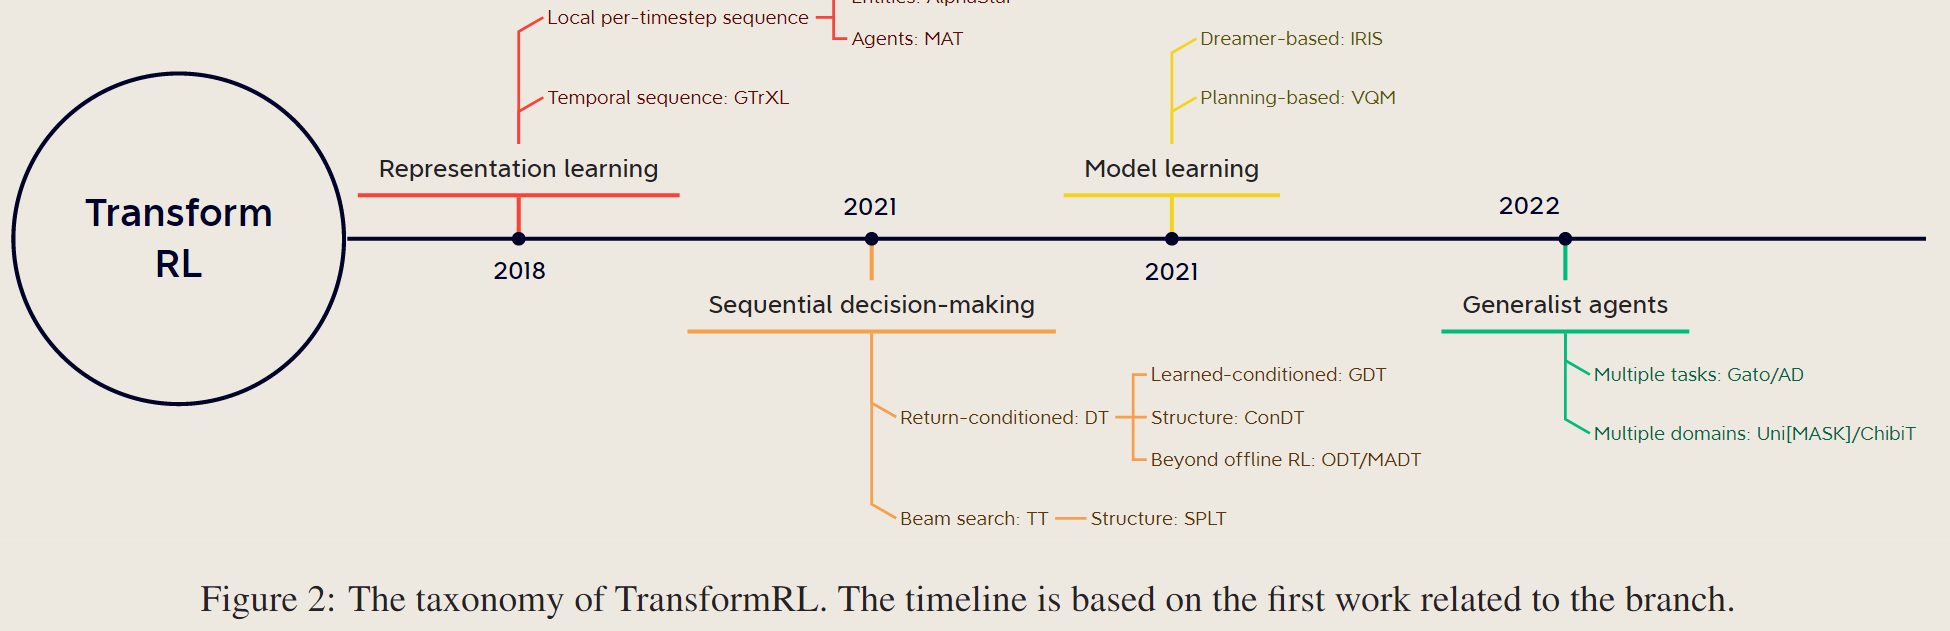 Entities: AlphaStar
Local per-timestep sequence
Agents: MAT
Temporal sequence: GTrXL
Representation learning
2018
Transform
RL
2021
Sequential decision-making
Return-conditioned: DT
Learned-conditioned: GDT
Structure: ConDT
Beyond offline RL: ODT/MADT
Beam search: TT
Structure: SPLT
Dreamer-based: IRIS
Planning-based: VQM
Model learning
2021
2022
Generalist agents
Multiple tasks: Gato/AD
Multiple domains: Uni[MASK]/ChibiT
Figure 2: The taxonomy of TransformRL. The timeline is based on the first work related to the branch.